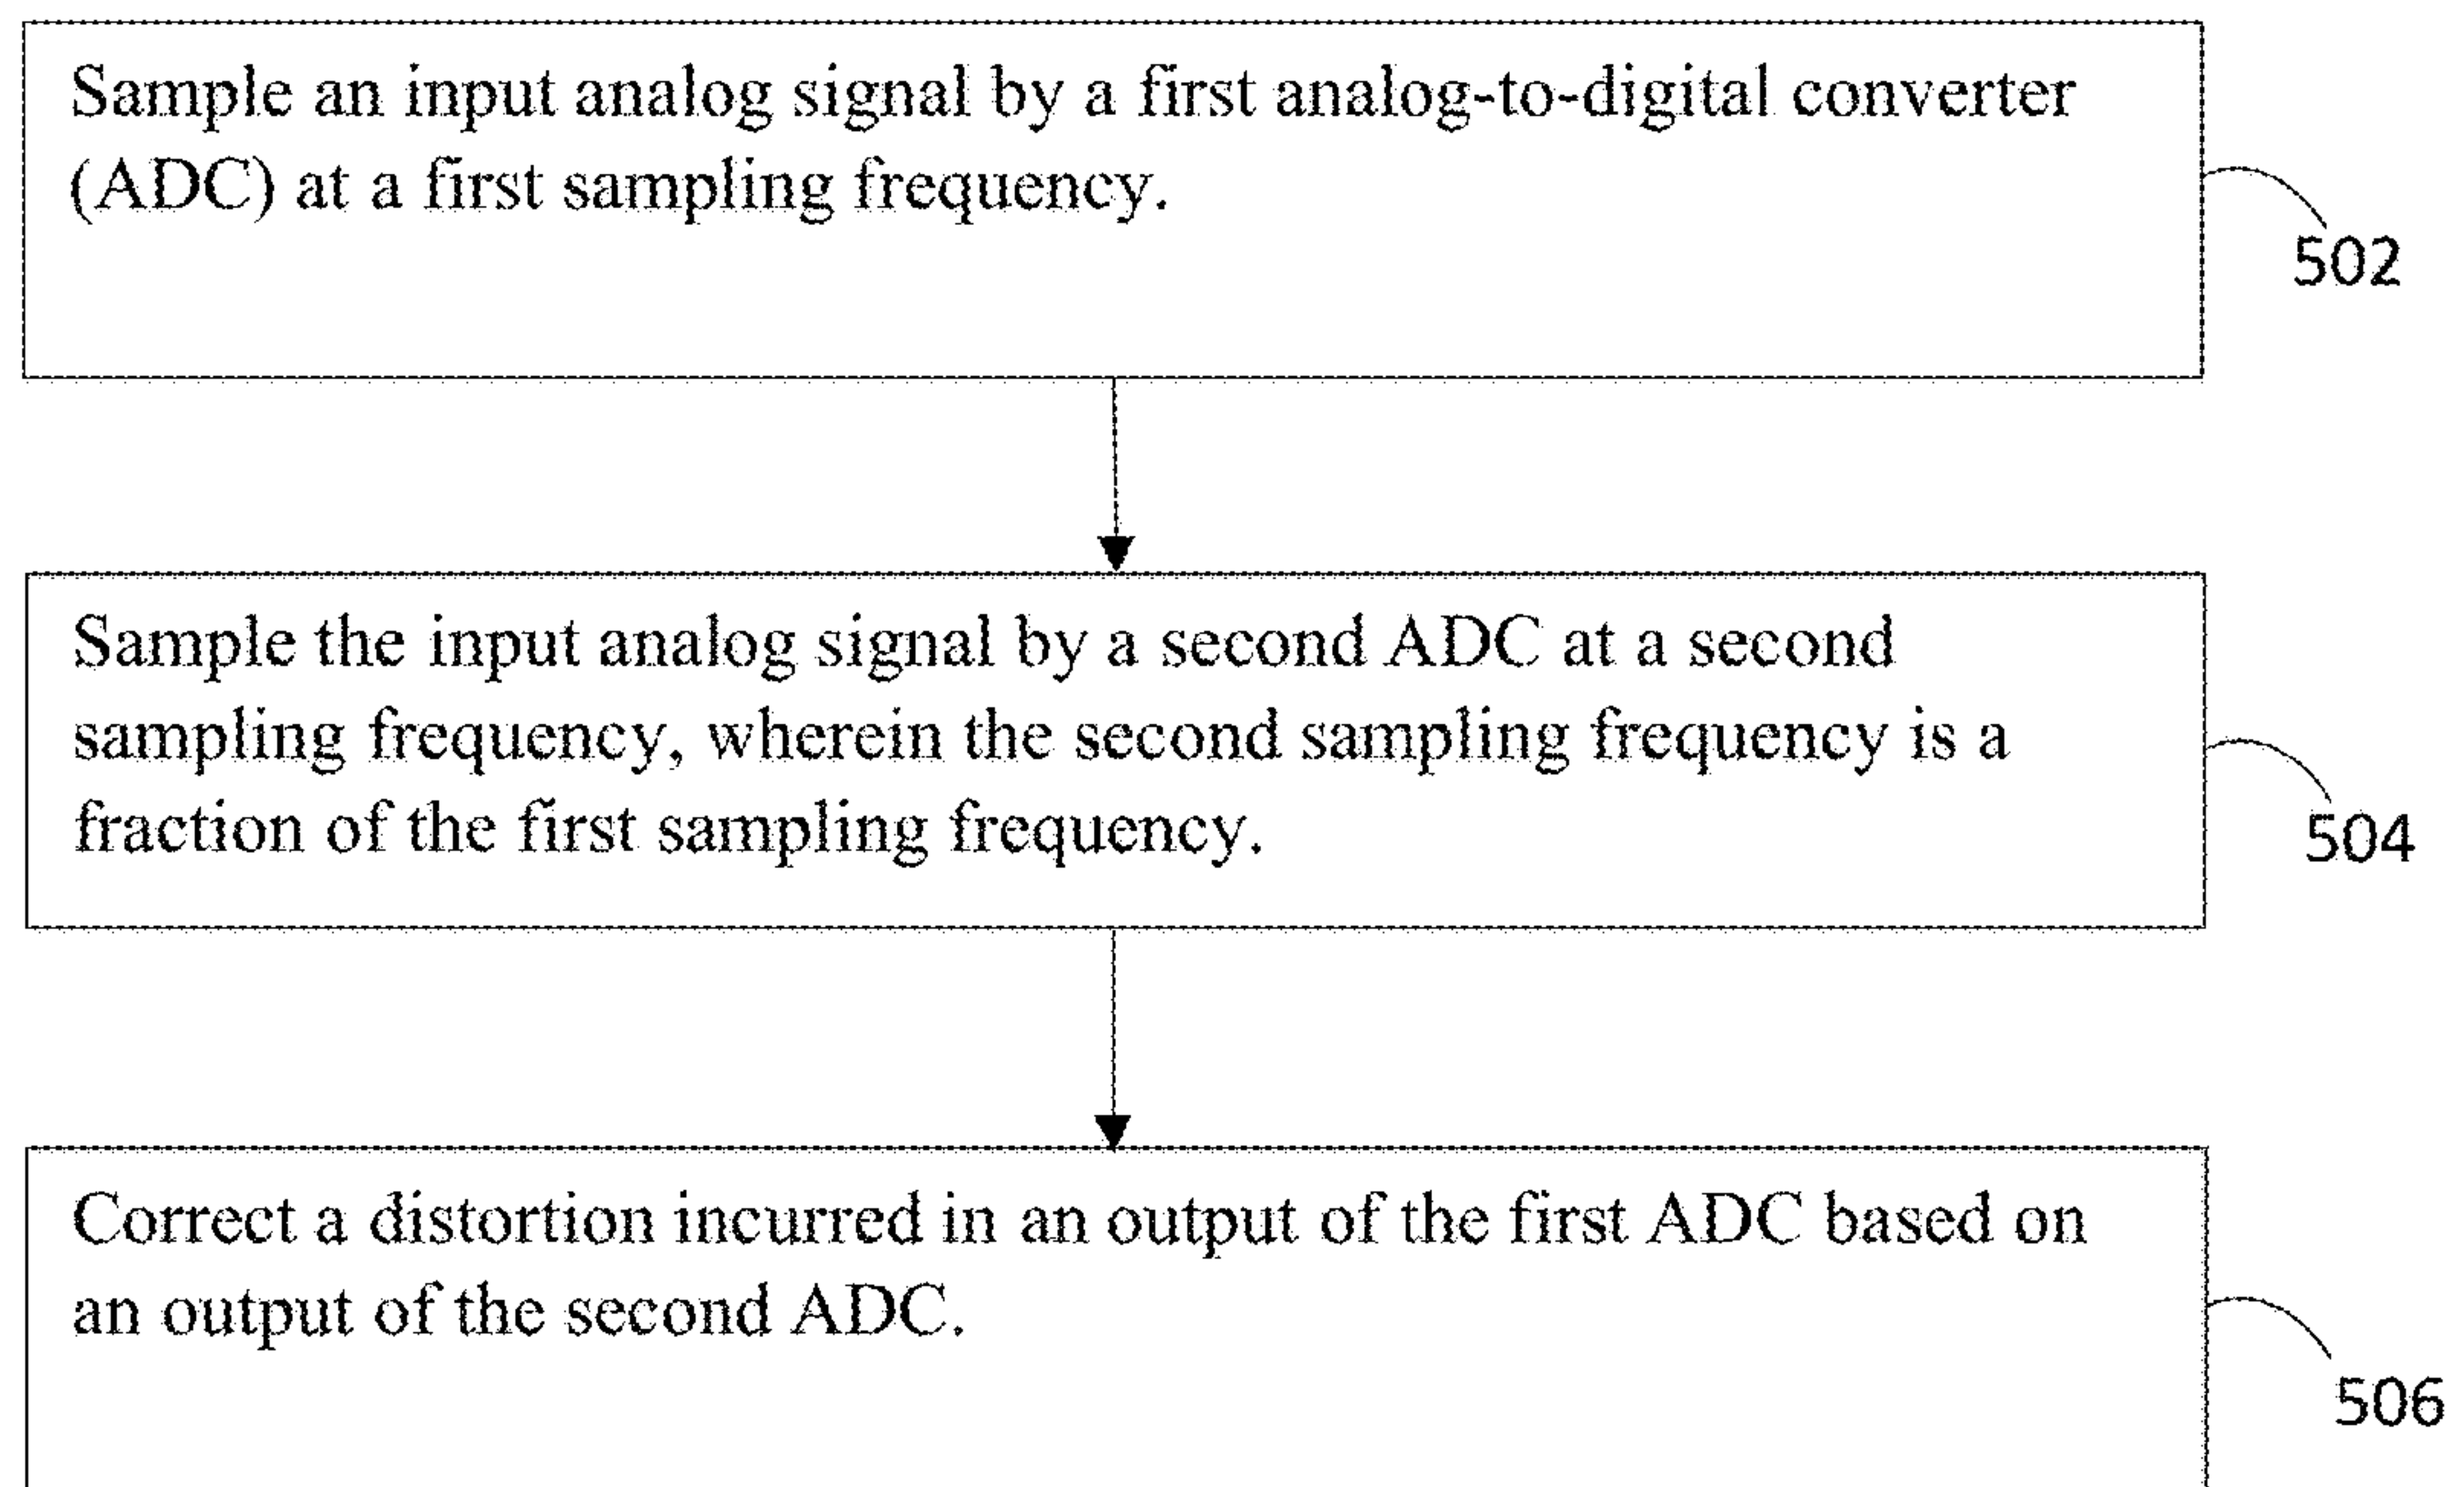 Sample an input analog signal by a first analog-to-digital converter
(ADC) at a first sampling frequency.
502
Sample the input analog signal by a second ADC at a second
sampling frequency, wherein the second sampling frequency is a
fraction of the first sampling frequency.
504
Correct a distortion incurred in an output of the first ADC based on
an output of the second ADC.
506